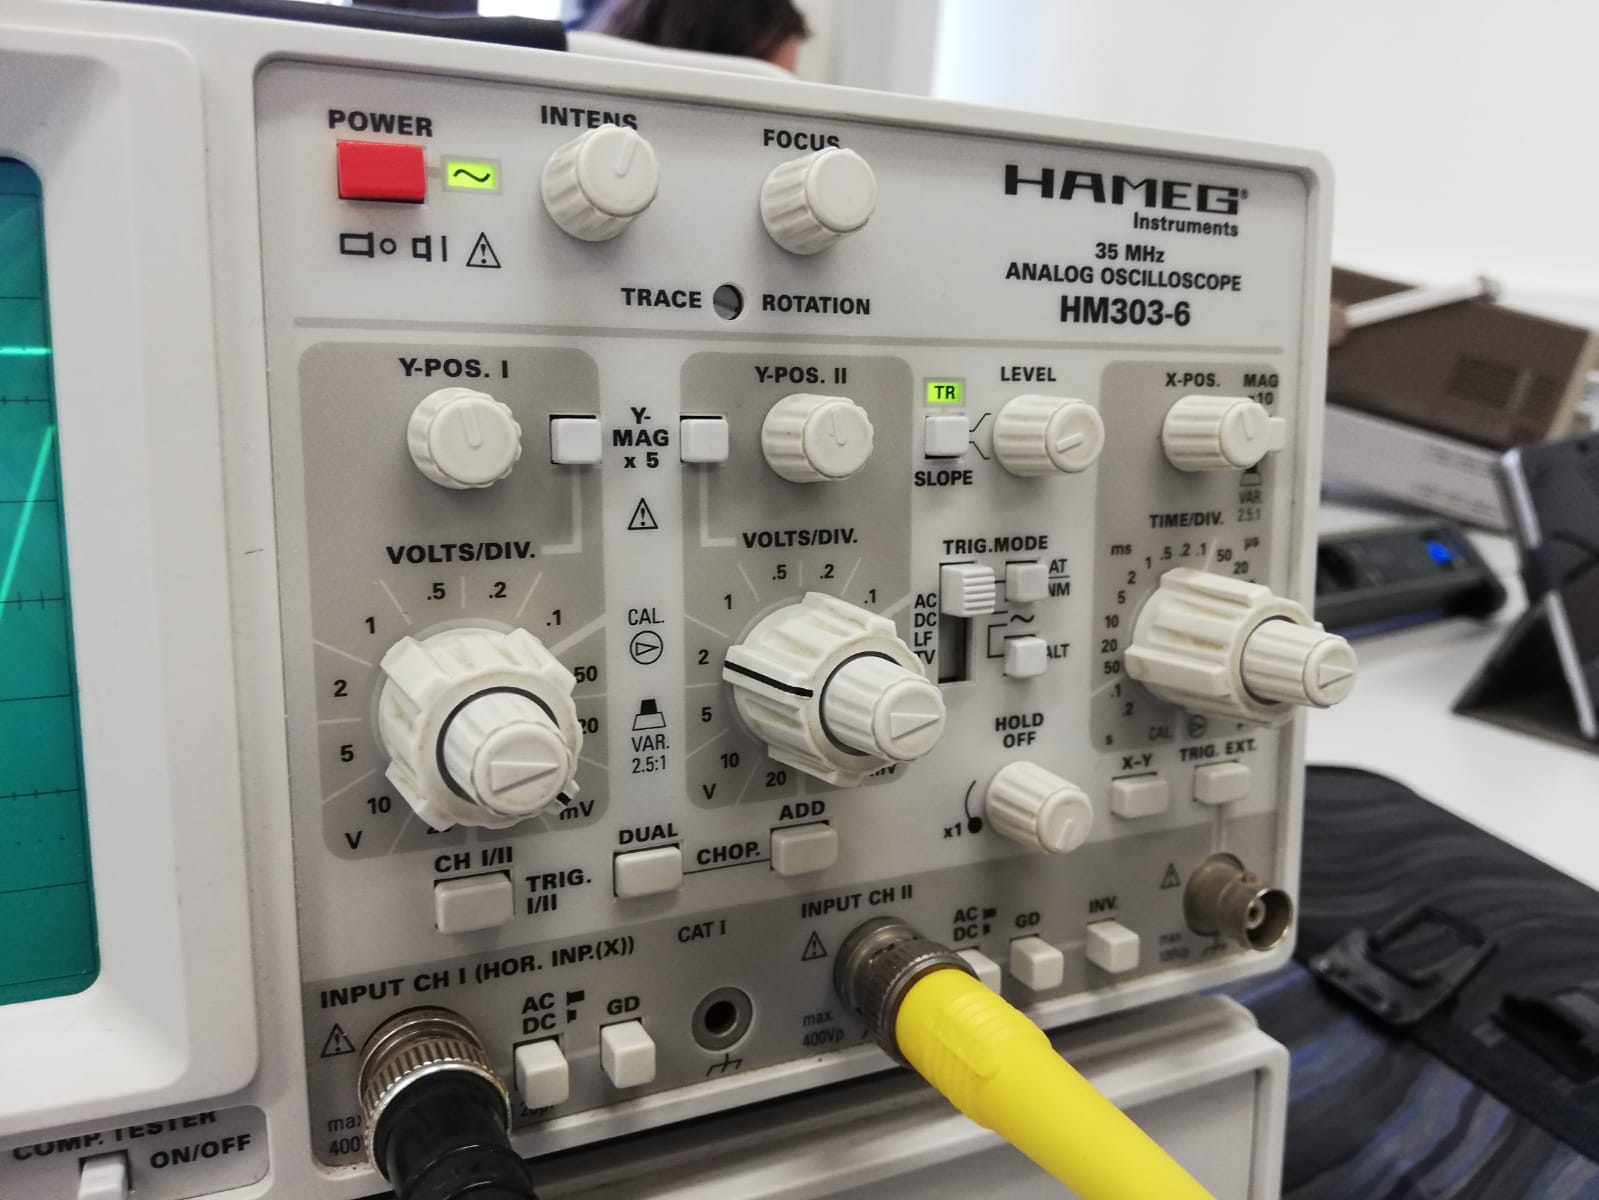 POWER
INTENS
FOCUS
HAMEG®
Instruments
35 MHz
ANALOG OSCILLOSCOPE
HM303-6
TRACE ROTATION
Y-POS. I
Y-
MAG
x 5
Y-POS. II
TR
SLOPE
LEVEL
X-POS.
MAG
VAR.
2.5:1
VOLTS/DIV.
.5 .2
1 .1
2 50
5 20
10
V mV
CAL.
VAR.
2.5:1
VOLTS/DIV.
.5 .2
1 .1
2
5
10
V 20 mV
TRIG.MODE
AC
DC
LF
TV
AT
NM
~
ALT
HOLD
OFF
x1
TIME/DIV.
ms 1 .5 .2 .1 50 µs
2 20
5
10
20
50
.1
.2
s CAL.
X-Y
TRIG. EXT.
CH I/II
TRIG.
I/II
DUAL
CHOP.
ADD
INPUT CH I (HOR. INP.(X))
AC
DC
GD
CAT I
INPUT CH II
max.
400Vp
AC
DC
GD
INV.
max.
max
400
COMP. TESTER
ON/OFF